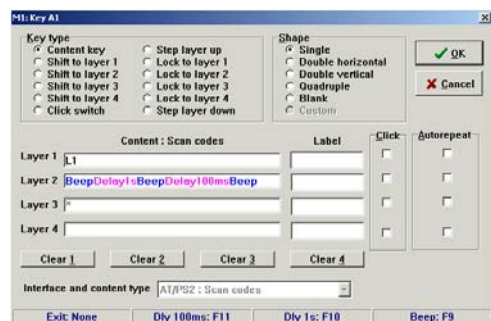 M1: Key A1
Key type
Content key
Shift to layer 1
Shift to layer 2
Shift to layer 3
Shift to layer 4
Click switch
Step layer up
Lock to layer 1
Lock to layer 2
Lock to layer 3
Lock to layer 4
Step layer down
Shape
Single
Double horizontal
Double vertical
Quadruple
Blank
Custom
OK
Cancel
Content : Scan codes
Label
Click
Autorepeat
Layer 1 L1
Layer 2 BeepDelay1sBeepDelay100msBeep
Layer 3
Layer 4
Clear 1 Clear 2 Clear 3 Clear 4
Interface and content type AT/PS2 : Scan codes
Exit: None Dly 100ms: F11 Dly 1s: F10 Beep: F9